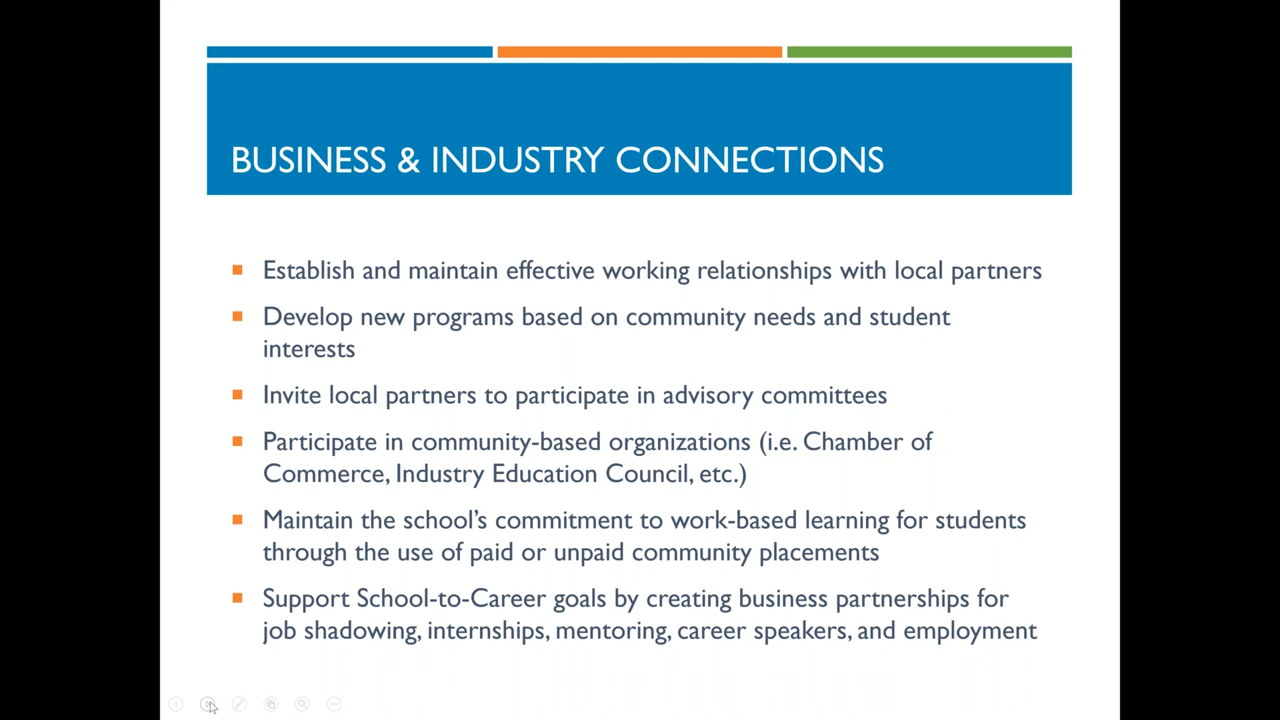 BUSINESS & INDUSTRY CONNECTIONS
Establish and maintain effective working relationships with local partners
Develop new programs based on community needs and student
interests
Invite local partners to participate in advisory committees
Participate in community-based organizations (i.e. Chamber of
Commerce, Industry Education Council, etc.)
Maintain the school's commitment to work-based learning for students
through the use of paid or unpaid community placements
Support School-to-Career goals by creating business partnerships for
job shadowing, internships, mentoring, career speakers, and employment